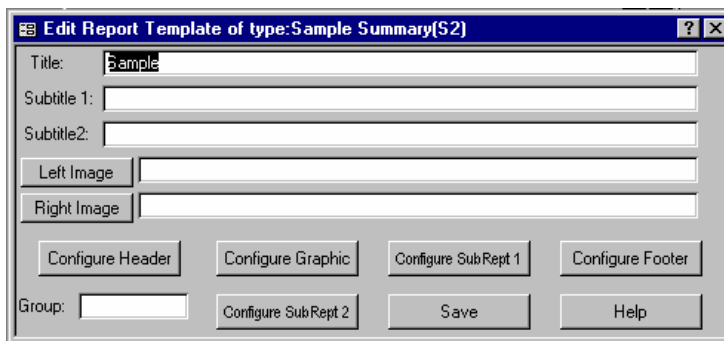 Edit Report Template of type:Sample Summary(S2)
Title: Sample
Subtitle 1:
Subtitle2:
Left Image
Right Image
Configure Header Configure Graphic Configure SubRept 1 Configure Footer
Group: Configure SubRept 2 Save Help